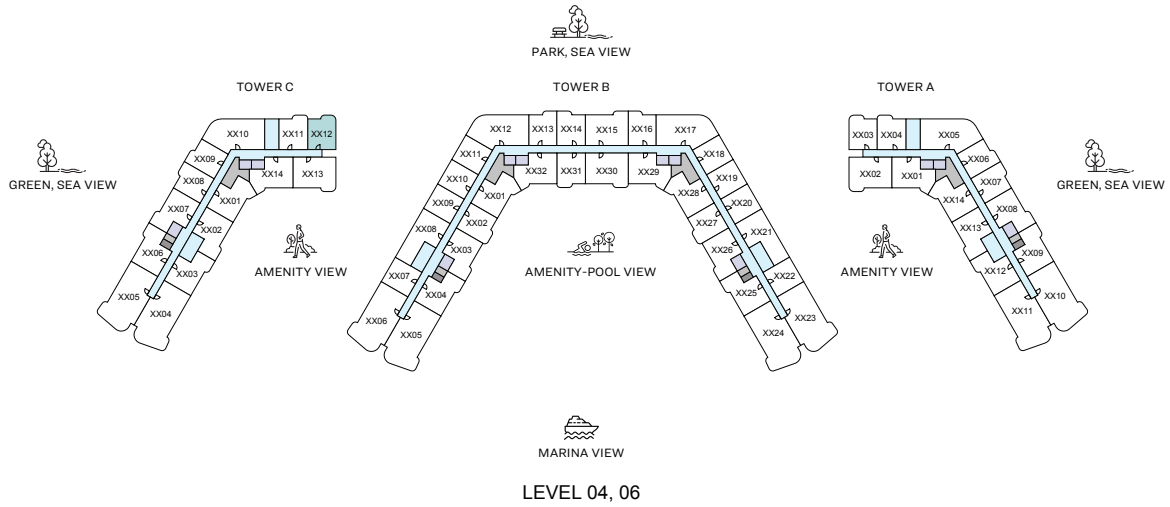 PARK, SEA VIEW
TOWER C
TOWER B
TOWER A
XX10
XX11
XX12
XX09
XX08
XX07
XX06
XX05
XX04
XX03
XX02
XX01
XX14
XX13
XX12
XX13
XX14
XX15
XX16
XX17
XX11
XX10
XX09
XX08
XX07
XX06
XX05
XX04
XX03
XX02
XX01
XX32
XX31
XX30
XX29
XX28
XX18
XX19
XX20
XX21
XX22
XX23
XX24
XX25
XX26
XX27
XX03
XX04
XX05
XX02
XX01
XX06
XX07
XX08
XX09
XX10
XX11
XX12
XX13
XX14
GREEN, SEA VIEW
GREEN, SEA VIEW
AMENITY VIEW
AMENITY-POOL VIEW
AMENITY VIEW
MARINA VIEW
LEVEL 04, 06